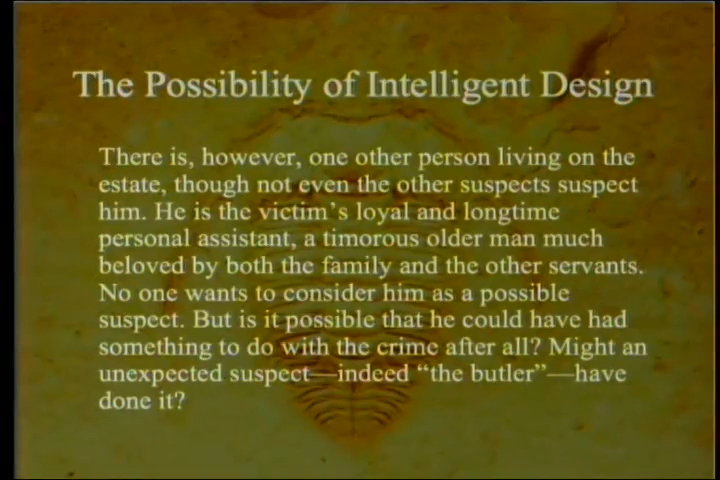 The Possibility of Intelligent Design
There is, however, one other person living on the
estate, though not even the other suspects suspect
him. He is the victim’s loyal and longtime
personal assistant, a timorous older man much
beloved by both the family and the other servants.
No one wants to consider him as a possible
suspect. But is it possible that he could have had
something to do with the crime after all? Might an
unexpected suspect—indeed “the butler”—have
done it?